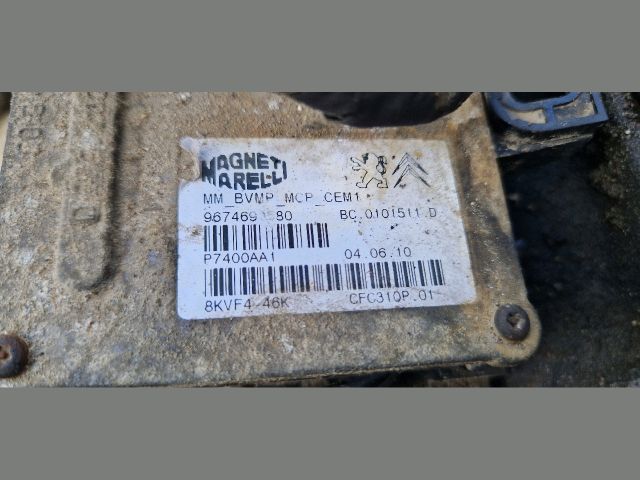 MAGNETI
MARELLI
MM_BVMP_MCP_CEM1
967469 80 BC.0101511.D
P7400AA1 04.06.10
8KVF4 46K CFC310P.01